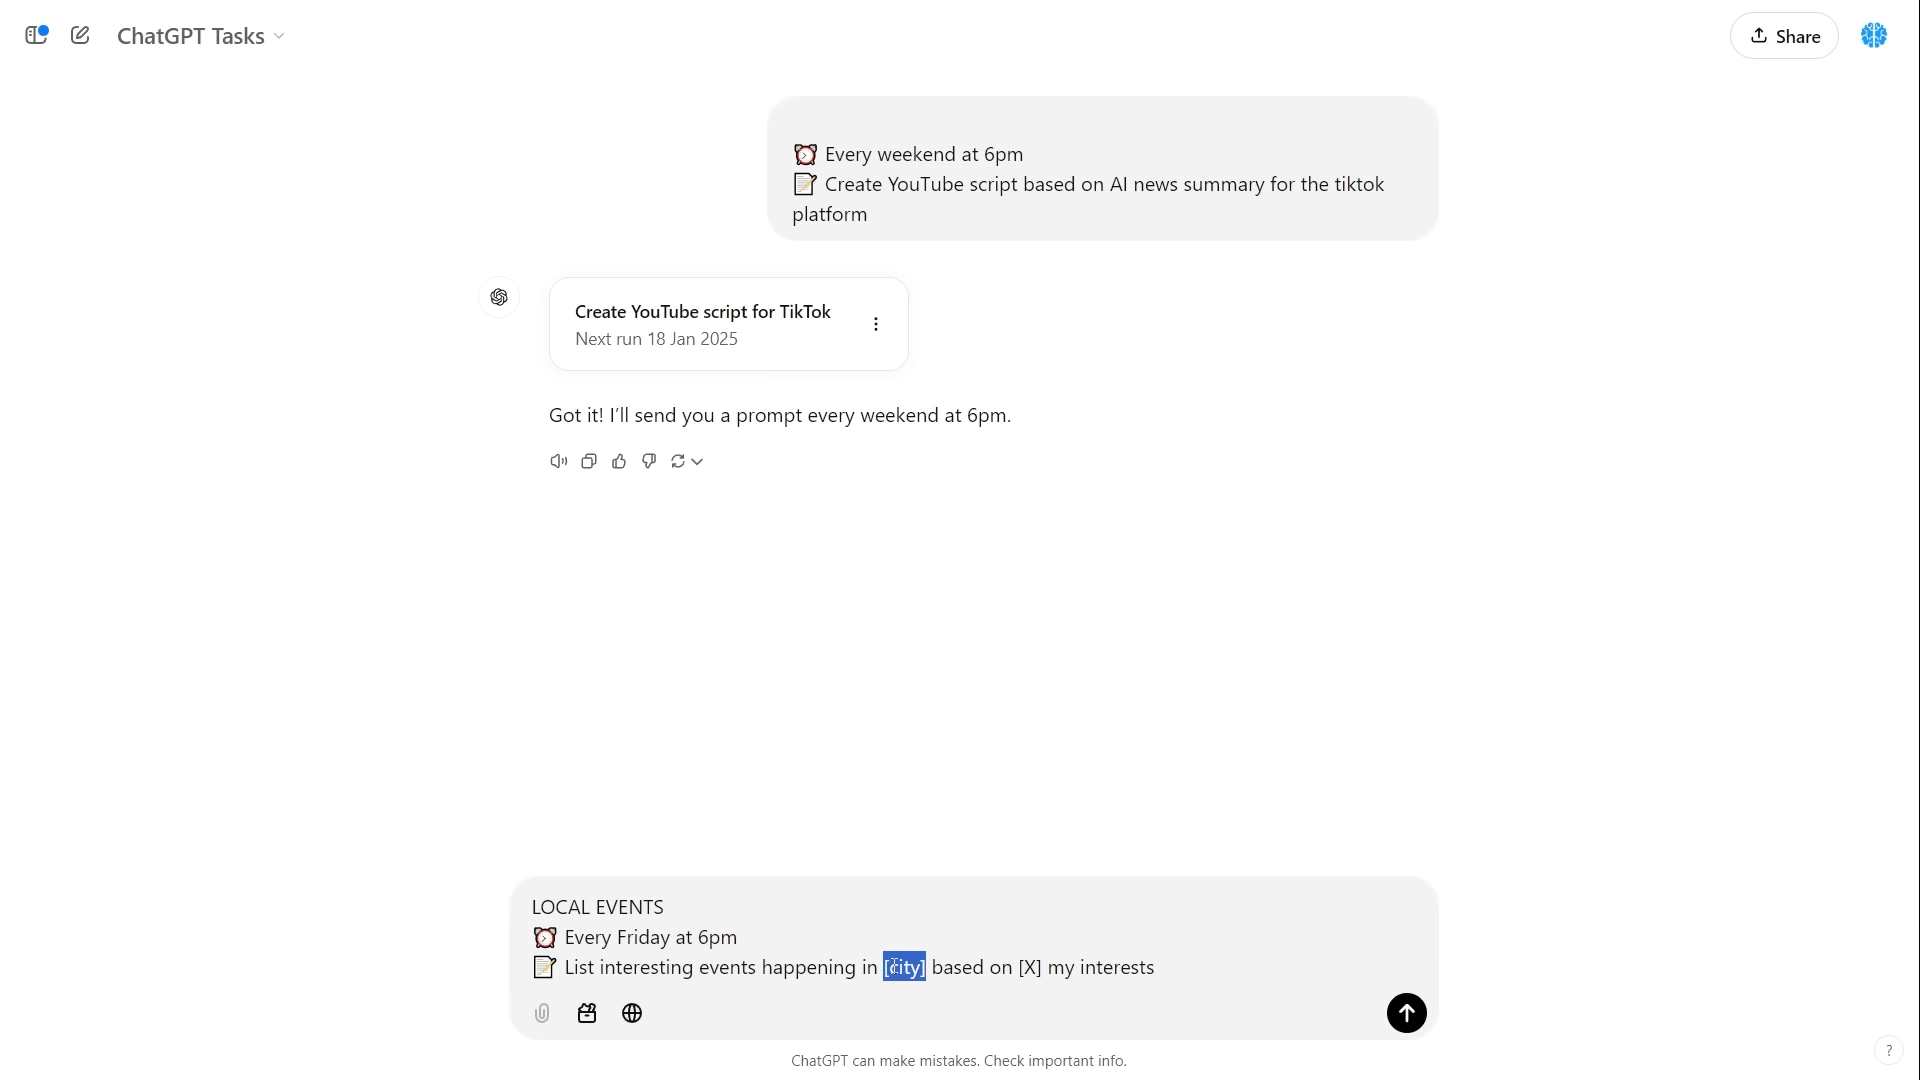 ChatGPT Tasks
Share
⏰ Every weekend at 6pm
📝 Create YouTube script based on AI news summary for the tiktok
platform
Create YouTube script for TikTok
Next run 18 Jan 2025
Got it! I’ll send you a prompt every weekend at 6pm.
LOCAL EVENTS
⏰ Every Friday at 6pm
📝 List interesting events happening in [city] based on [X] my interests
ChatGPT can make mistakes. Check important info.
?